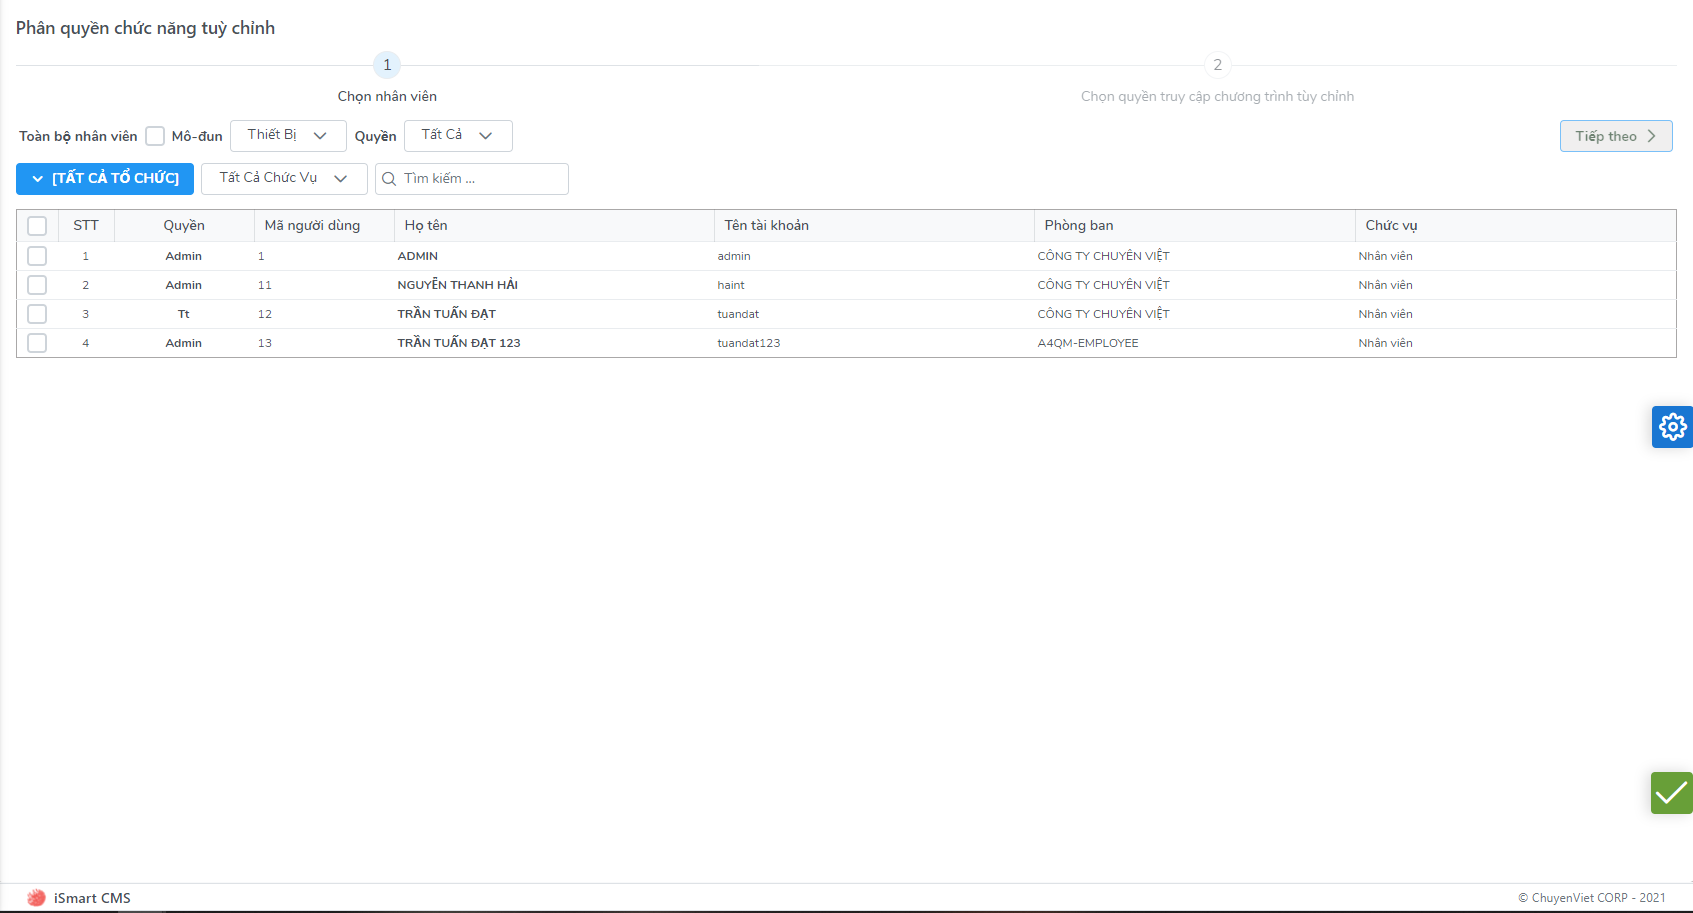 Phân quyền chức năng tuỳ chỉnh
1
2
Chọn nhân viên
Chọn quyền truy cập chương trình tùy chỉnh
Toàn bộ nhân viên Mô-đun Thiết Bị Quyền Tất Cả Tiếp theo
[TẤT CẢ TỔ CHỨC] Tất Cả Chức Vụ Tìm kiếm ...
STT Quyền Mã người dùng Họ tên Tên tài khoản Phòng ban Chức vụ
1 Admin 1 ADMIN admin CÔNG TY CHUYÊN VIỆT Nhân viên
2 Admin 11 NGUYỄN THANH HẢI haint CÔNG TY CHUYÊN VIỆT Nhân viên
3 Tt 12 TRẦN TUẤN ĐẠT tuandat CÔNG TY CHUYÊN VIỆT Nhân viên
4 Admin 13 TRẦN TUẤN ĐẠT 123 tuandat123 A4QM-EMPLOYEE Nhân viên
iSmart CMS
© ChuyenViet CORP - 2021